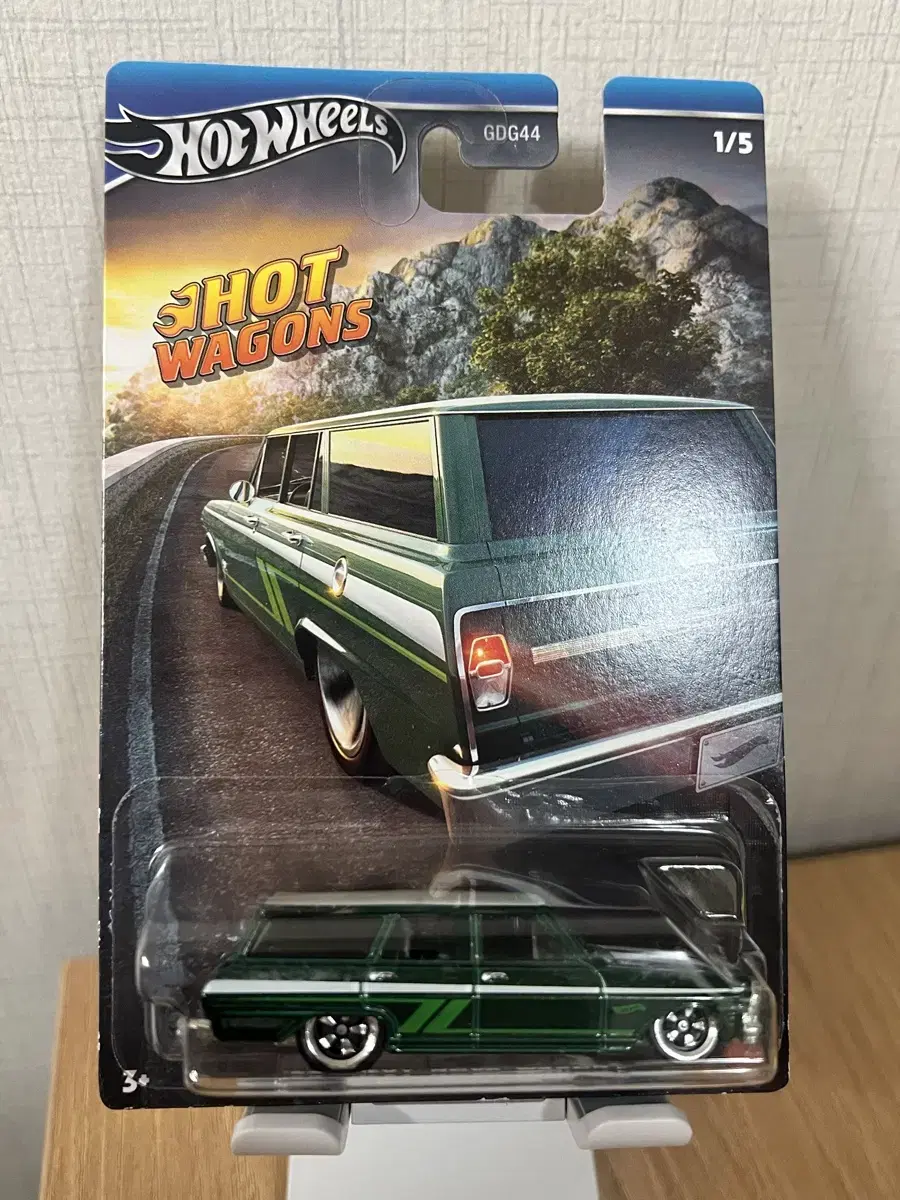 HOT WHEELS
GDG44
1/5
HOT
WAGONS
3+